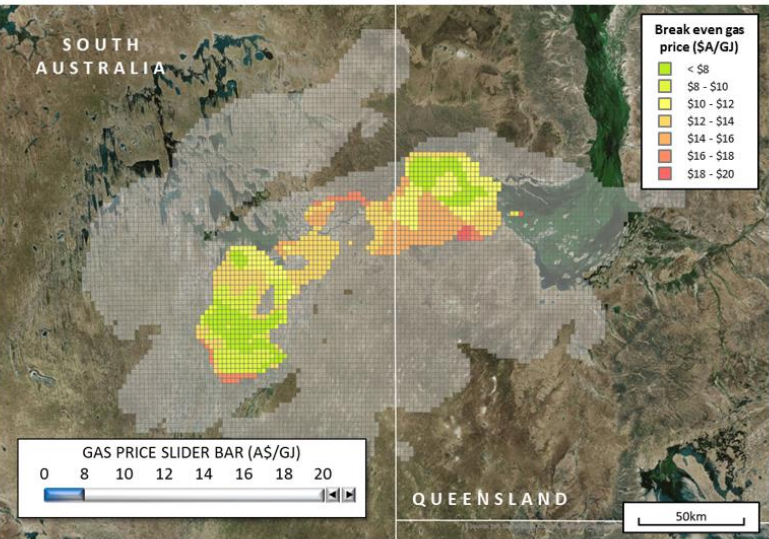 SOUTH
AUSTRALIA
Break even gas
price ($A/GJ)
< $8
$8 - $10
$10 - $12
$12 - $14
$14 - $16
$16 - $18
$18 - $20
GAS PRICE SLIDER BAR (A$/GJ)
0 8 10 12 14 16 18 20
QUEENSLAND
50km